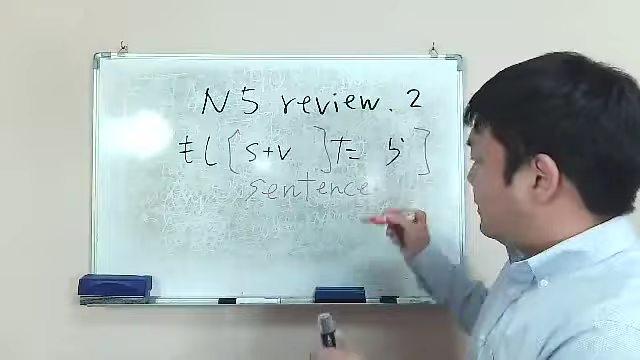 N5 review. 2
もし[s+v ]たら]
sentence